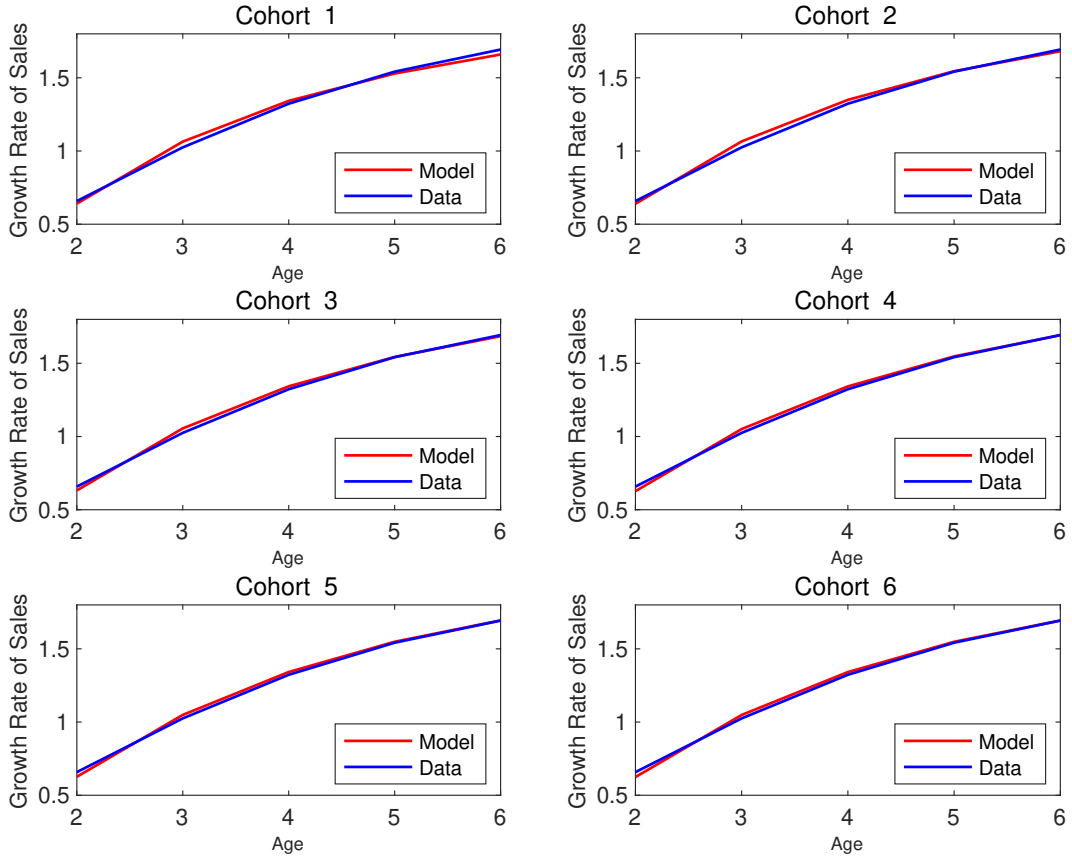 Cohort 1
Growth Rate of Sales
1.5
1
0.5
Model
Data
2 3 4 5 6
Age
Cohort 2
Growth Rate of Sales
1.5
1
0.5
Model
Data
2 3 4 5 6
Age
Cohort 3
Growth Rate of Sales
1.5
1
0.5
Model
Data
2 3 4 5 6
Age
Cohort 4
Growth Rate of Sales
1.5
1
0.5
Model
Data
2 3 4 5 6
Age
Cohort 5
Growth Rate of Sales
1.5
1
0.5
Model
Data
2 3 4 5 6
Age
Cohort 6
Growth Rate of Sales
1.5
1
0.5
Model
Data
2 3 4 5 6
Age